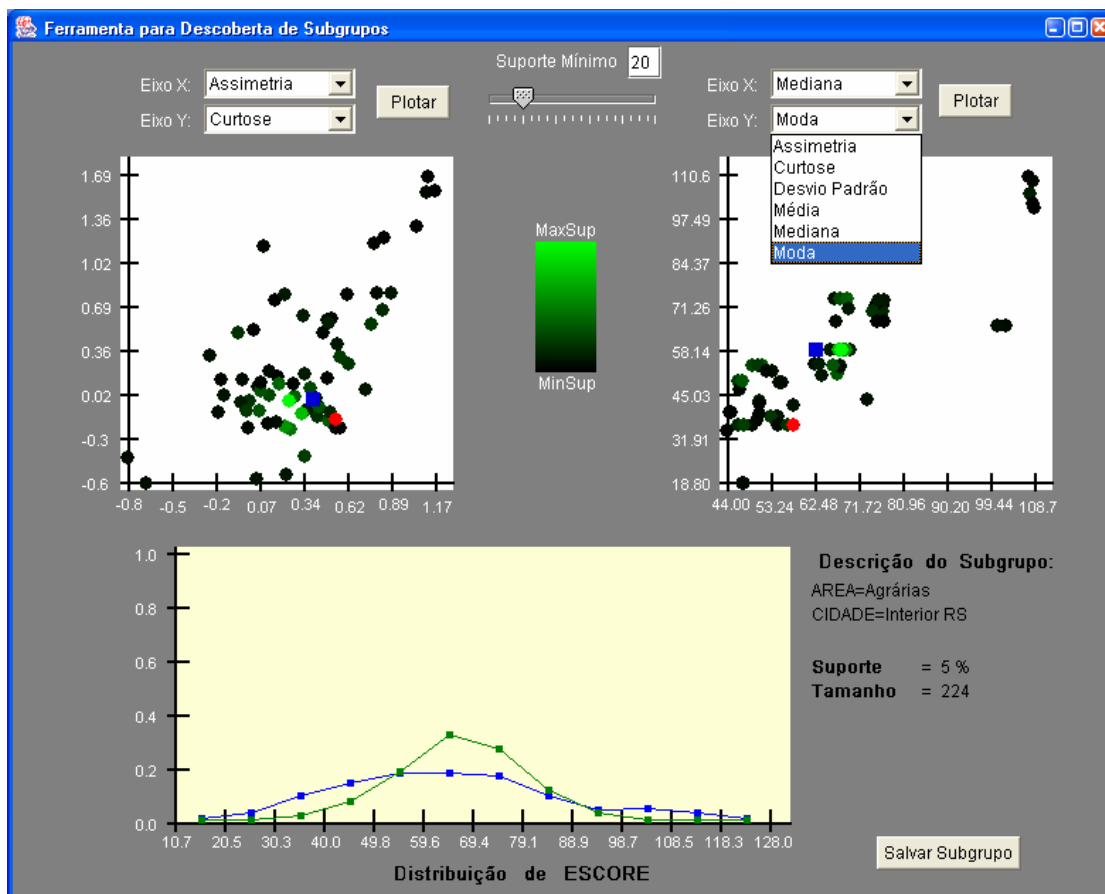 Ferramenta para Descoberta de Subgrupos
Suporte Mínimo 20
Eixo X: Assimetria
Eixo Y: Curtose
Plotar
Eixo X: Mediana
Eixo Y: Moda
Plotar
Assimetria
Curtose
Desvio Padrão
Média
Mediana
Moda
1.69
1.36
1.02
0.69
0.36
0.02
-0.3
-0.6
-0.8 -0.5 -0.2 0.07 0.34 0.62 0.89 1.17
MaxSup
MinSup
110.6
97.49
84.37
71.26
58.14
45.03
31.91
18.80
44.00 53.24 62.48 71.72 80.96 90.20 99.44 108.7
1.0
0.8
0.6
0.4
0.2
0.0
10.7 20.5 30.3 40.0 49.8 59.6 69.4 79.1 88.9 98.7 108.5 118.3 128.0
Distribuição de ESCORE
Descrição do Subgrupo:
AREA=Agrárias
CIDADE=Interior RS
Suporte = 5 %
Tamanho = 224
Salvar Subgrupo